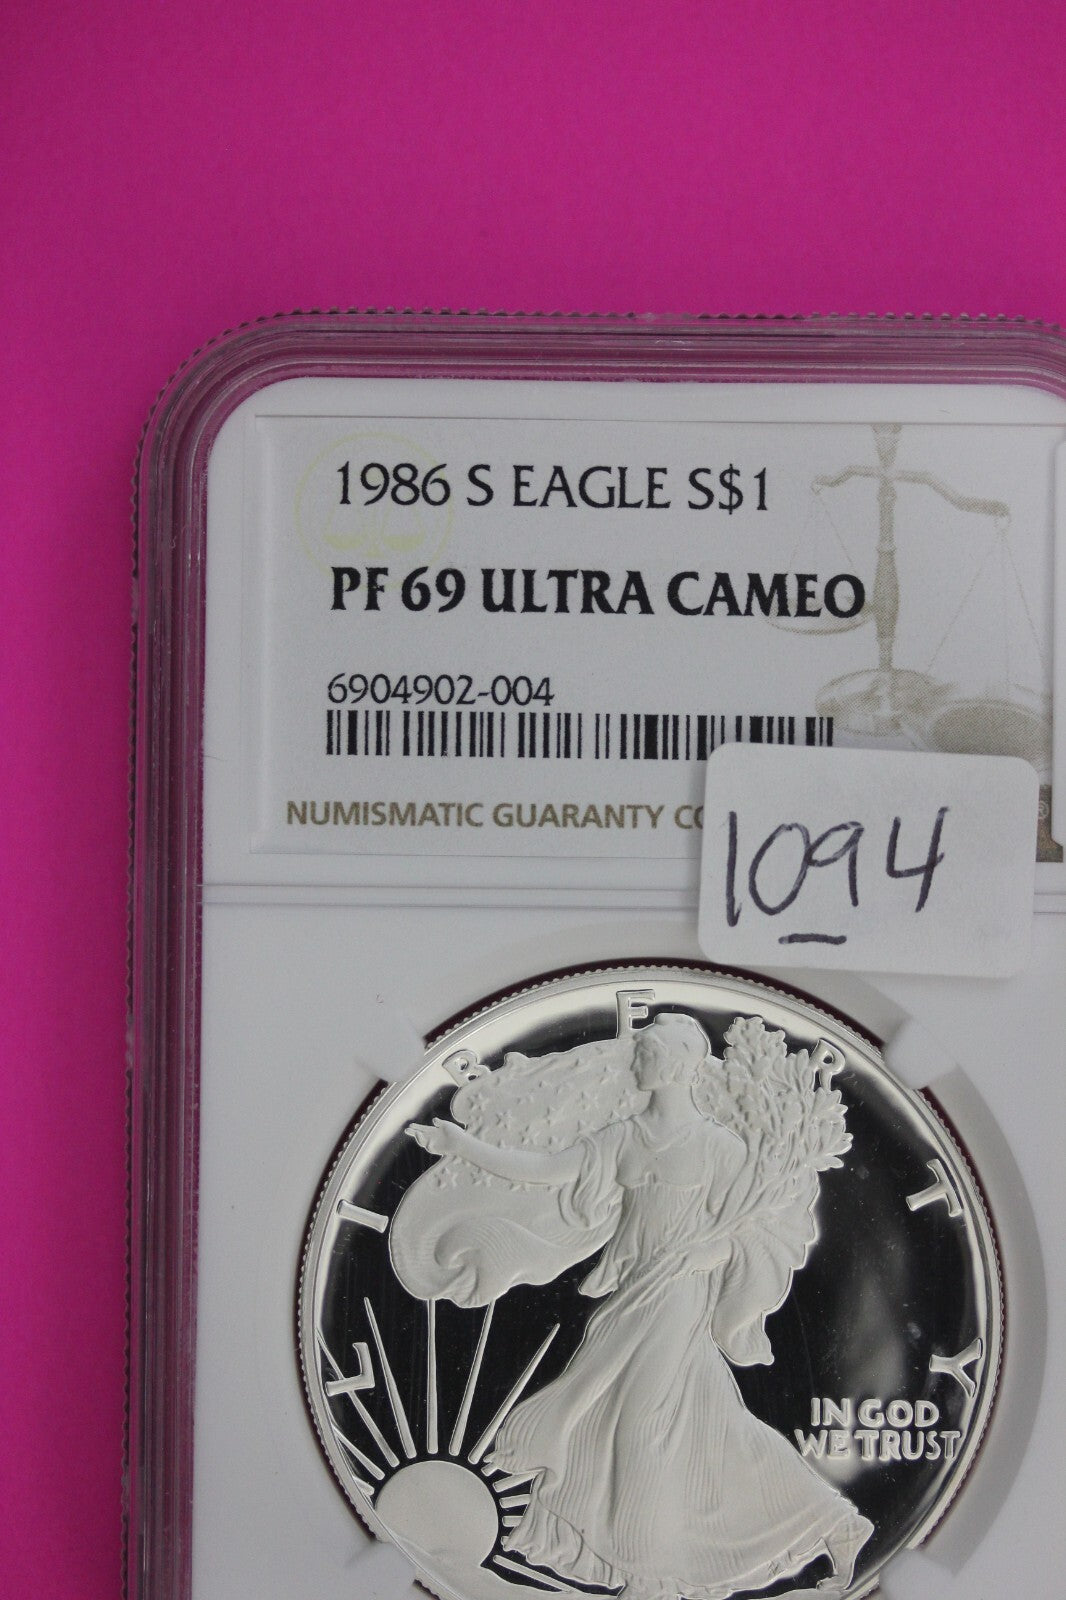 1986 S EAGLE S$1
PF 69 ULTRA CAMEO
6904902-004
NUMISMATIC GUARANTY
1094
LIBERTY
IN GOD
WE TRUST